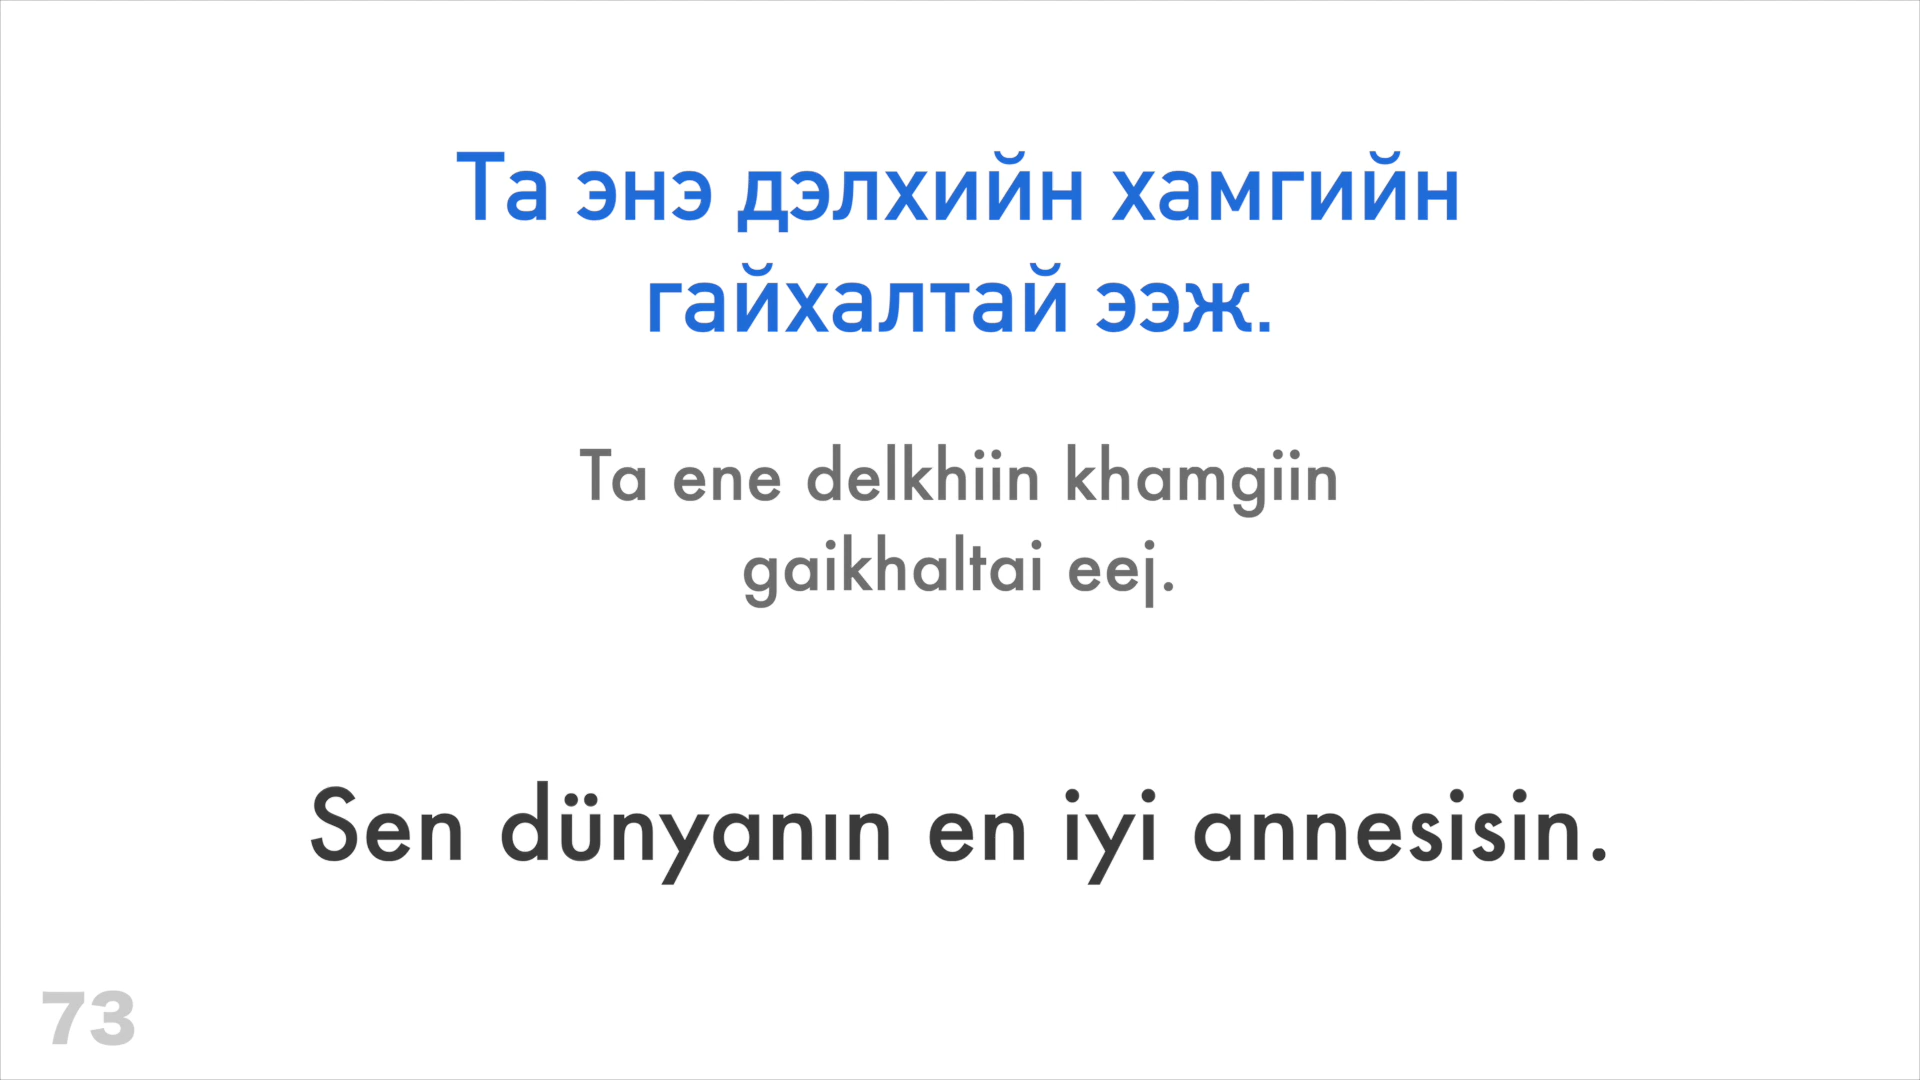 Та энэ дэлхийн хамгийн
гайхалтай ээж.
Ta ene delkhiin khamgiin
gaikhaltai eej.
Sen dünyanın en iyi annesisin.
73